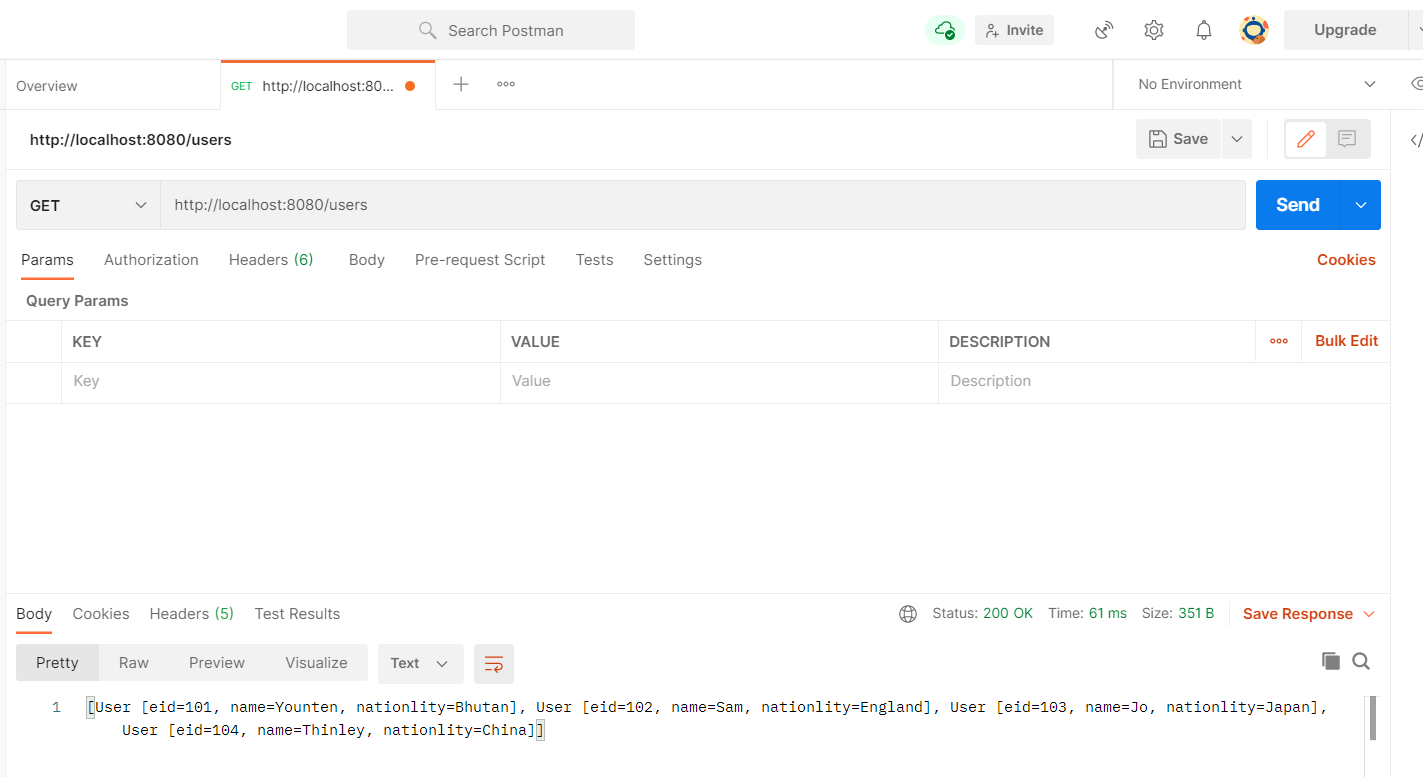 Search Postman
Invite
Upgrade
Overview
GET http://localhost:80...
No Environment
http://localhost:8080/users
Save
GET
http://localhost:8080/users
Send
Params Authorization Headers (6) Body Pre-request Script Tests Settings Cookies
Query Params
KEY VALUE DESCRIPTION Bulk Edit
Key Value Description
Body Cookies Headers (5) Test Results Status: 200 OK Time: 61 ms Size: 351 B Save Response
Pretty Raw Preview Visualize Text
1 [User [eid=101, name=Younten, nationlity=Bhutan], User [eid=102, name=Sam, nationlity=England], User [eid=103, name=Jo, nationlity=Japan],
User [eid=104, name=Thinley, nationlity=China]]